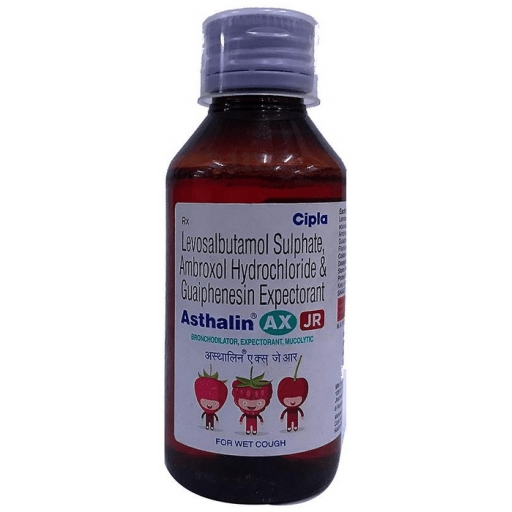 Rx
Cipla
Levosalbutamol Sulphate,
Ambroxol Hydrochloride &
Guaiphenesin Expectorant
Asthalin® AX JR
BRONCHODILATOR, EXPECTORANT, MUCOLYTIC
अस्थालिन® एक्स् जे आर
FOR WET COUGH